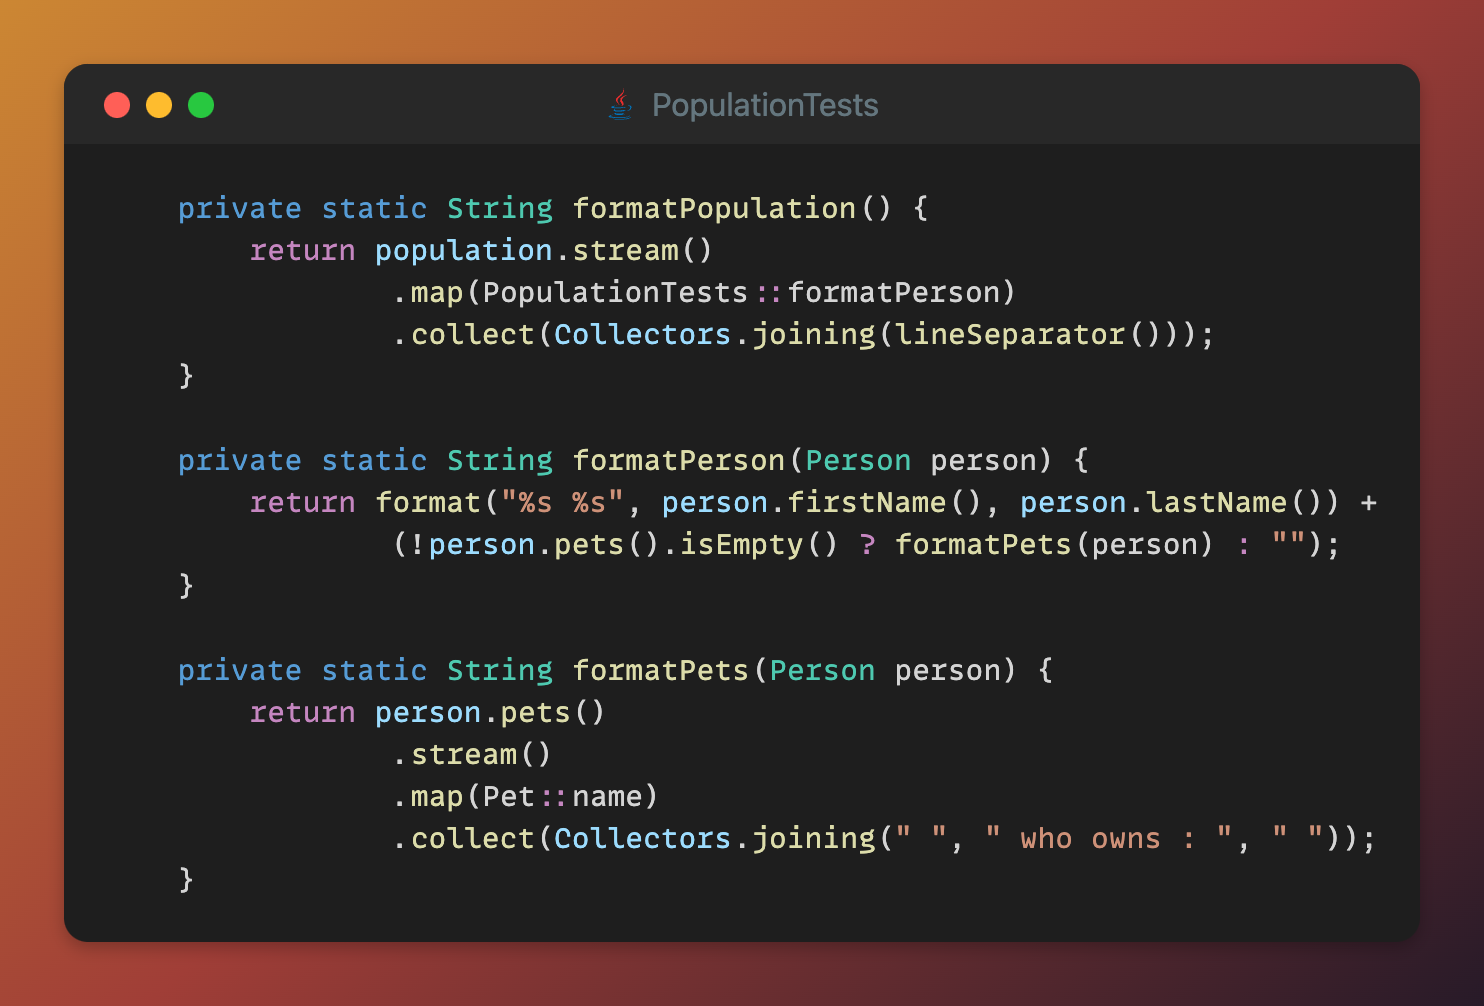 PopulationTests
private static String formatPopulation() {
    return population.stream()
            .map(PopulationTests::formatPerson)
            .collect(Collectors.joining(lineSeparator()));
}

private static String formatPerson(Person person) {
    return format("%s %s", person.firstName(), person.lastName()) +
            (!person.pets().isEmpty() ? formatPets(person) : "");
}

private static String formatPets(Person person) {
    return person.pets()
            .stream()
            .map(Pet::name)
            .collect(Collectors.joining(" ", " who owns : ", " "));
}